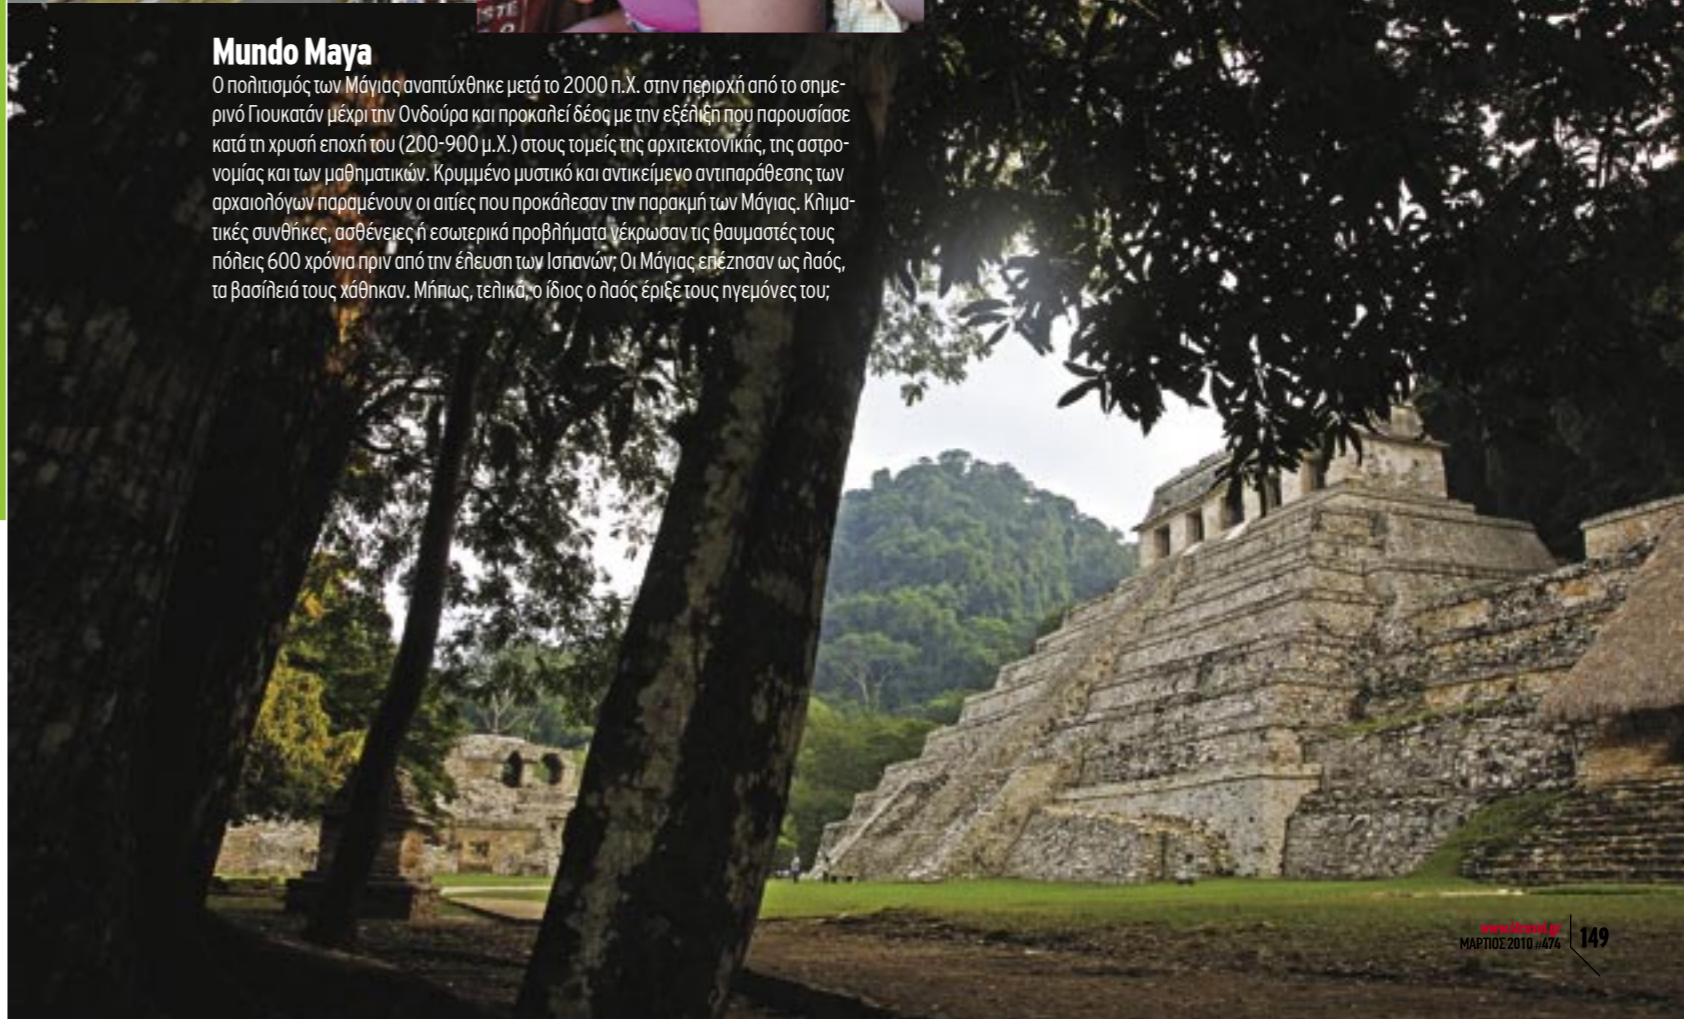 ISTE
Mundo Maya
Ο πολιτισμός των Μάγιας αναπτύχθηκε μετά το 2000 π.Χ. στην περιοχή από το σημε-
ρινό Γιουκατάν μέχρι την Ονδούρα και προκαλεί δέος με την εξέλιξη που παρουσίασε
κατά τη χρυσή εποχή του (200-900 μ.Χ.) στους τομείς της αρχιτεκτονικής, της αστρο-
νομίας και των μαθηματικών. Κρυμμένο μυστικό και αντικείμενο αντιπαράθεσης των
αρχαιολόγων παραμένουν οι αιτίες που προκάλεσαν την παρακμή των Μάγιας. Κλιμα-
τικές συνθήκες, ασθένειες ή εσωτερικά προβλήματα νέκρωσαν τις θαυμαστές τους
πόλεις 600 χρόνια πριν από την έλευση των Ισπανών; Οι Μάγιας επέζησαν ως λαός,
τα βασίλειά τους χάθηκαν. Μήπως, τελικά, ο ίδιος ο λαός έριξε τους ηγεμόνες του;
ΜΑΡΤΙΟΣ 2010 #474
149